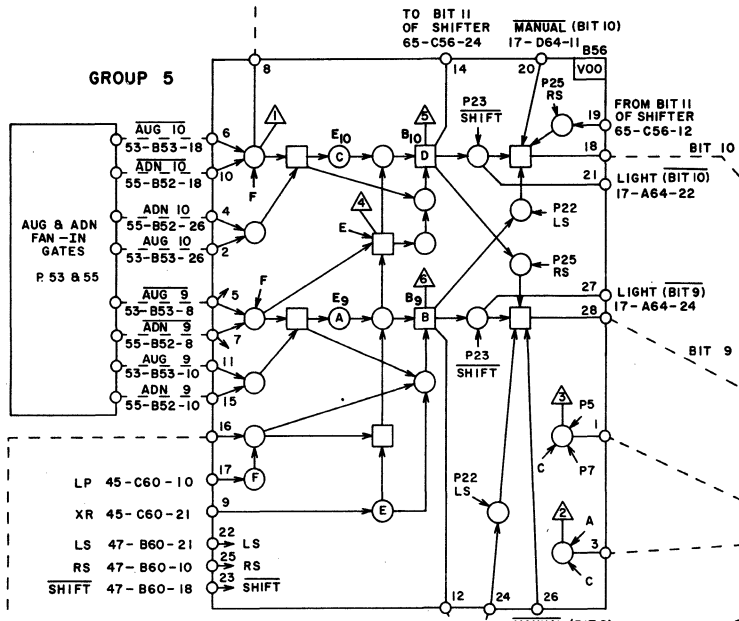 TO BIT 11
OF SHIFTER
65-C56-24
MANUAL (BIT 10)
17-D64-11
B56
V00
GROUP 5
8
14
20
P25
RS
19
FROM BIT 11
OF SHIFTER
65-C56-12
P23
SHIFT
1
5
AUG 10
53-B53-18
6
E10
C
B10
D
18
BIT 10
ADN 10
55-B52-18
10
F
21
LIGHT (BIT 10)
17-A64-22
AUG & ADN
FAN-IN
GATES
P. 53 & 55
ADN 10
55-B52-26
4
4
E
P22
LS
AUG 10
53-B53-26
2
P25
RS
6
AUG 9
53-B53-8
5
F
E9
A
B9
B
27
LIGHT (BIT 9)
17-A64-24
ADN 9
55-B52-8
7
28
BIT 9
P23
SHIFT
AUG 9
53-B53-10
11
ADN 9
55-B52-10
15
3
P5
1
C
P7
16
LP 45-C60-10
17
F
P22
LS
XR 45-C60-21
9
E
2
A
3
C
LS 47-B60-21
22
LS
RS 47-B60-10
25
RS
SHIFT 47-B60-18
23
SHIFT
12
24
26